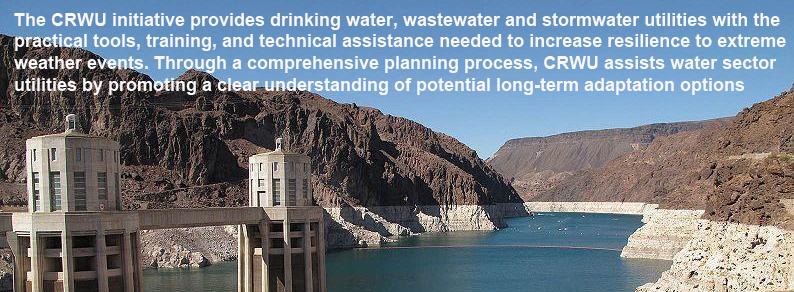 The CRWU initiative provides drinking water, wastewater and stormwater utilities with the
practical tools, training, and technical assistance needed to increase resilience to extreme
weather events. Through a comprehensive planning process, CRWU assists water sector
utilities by promoting a clear understanding of potential long-term adaptation options